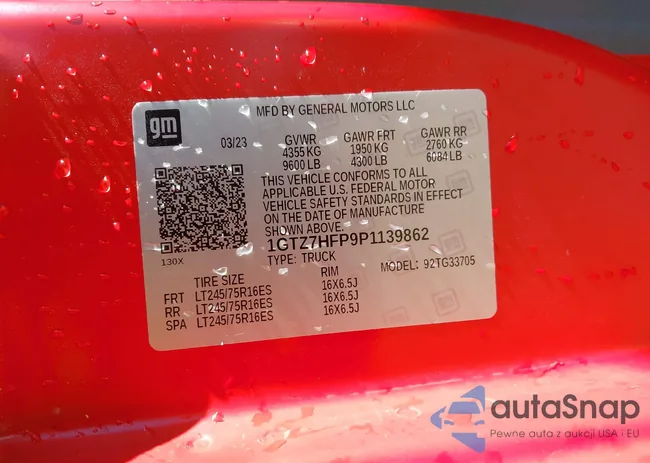 gm
MFD BY GENERAL MOTORS LLC
03/23 GVWR GAWR FRT GAWR RR
4355 KG 1950 KG 2760 KG
9600 LB 4300 LB 6084 LB
THIS VEHICLE CONFORMS TO ALL
APPLICABLE U.S. FEDERAL MOTOR
VEHICLE SAFETY STANDARDS IN EFFECT
ON THE DATE OF MANUFACTURE
SHOWN ABOVE.
1GTZ7HFP9P1139862
130X
TYPE: TRUCK MODEL: 92TG33705
TIRE SIZE RIM
FRT LT245/75R16ES 16X6.5J
RR LT245/75R16ES 16X6.5J
SPA LT245/75R16ES 16X6.5J
autaSnap
Pewne auta z aukcji USA i EU